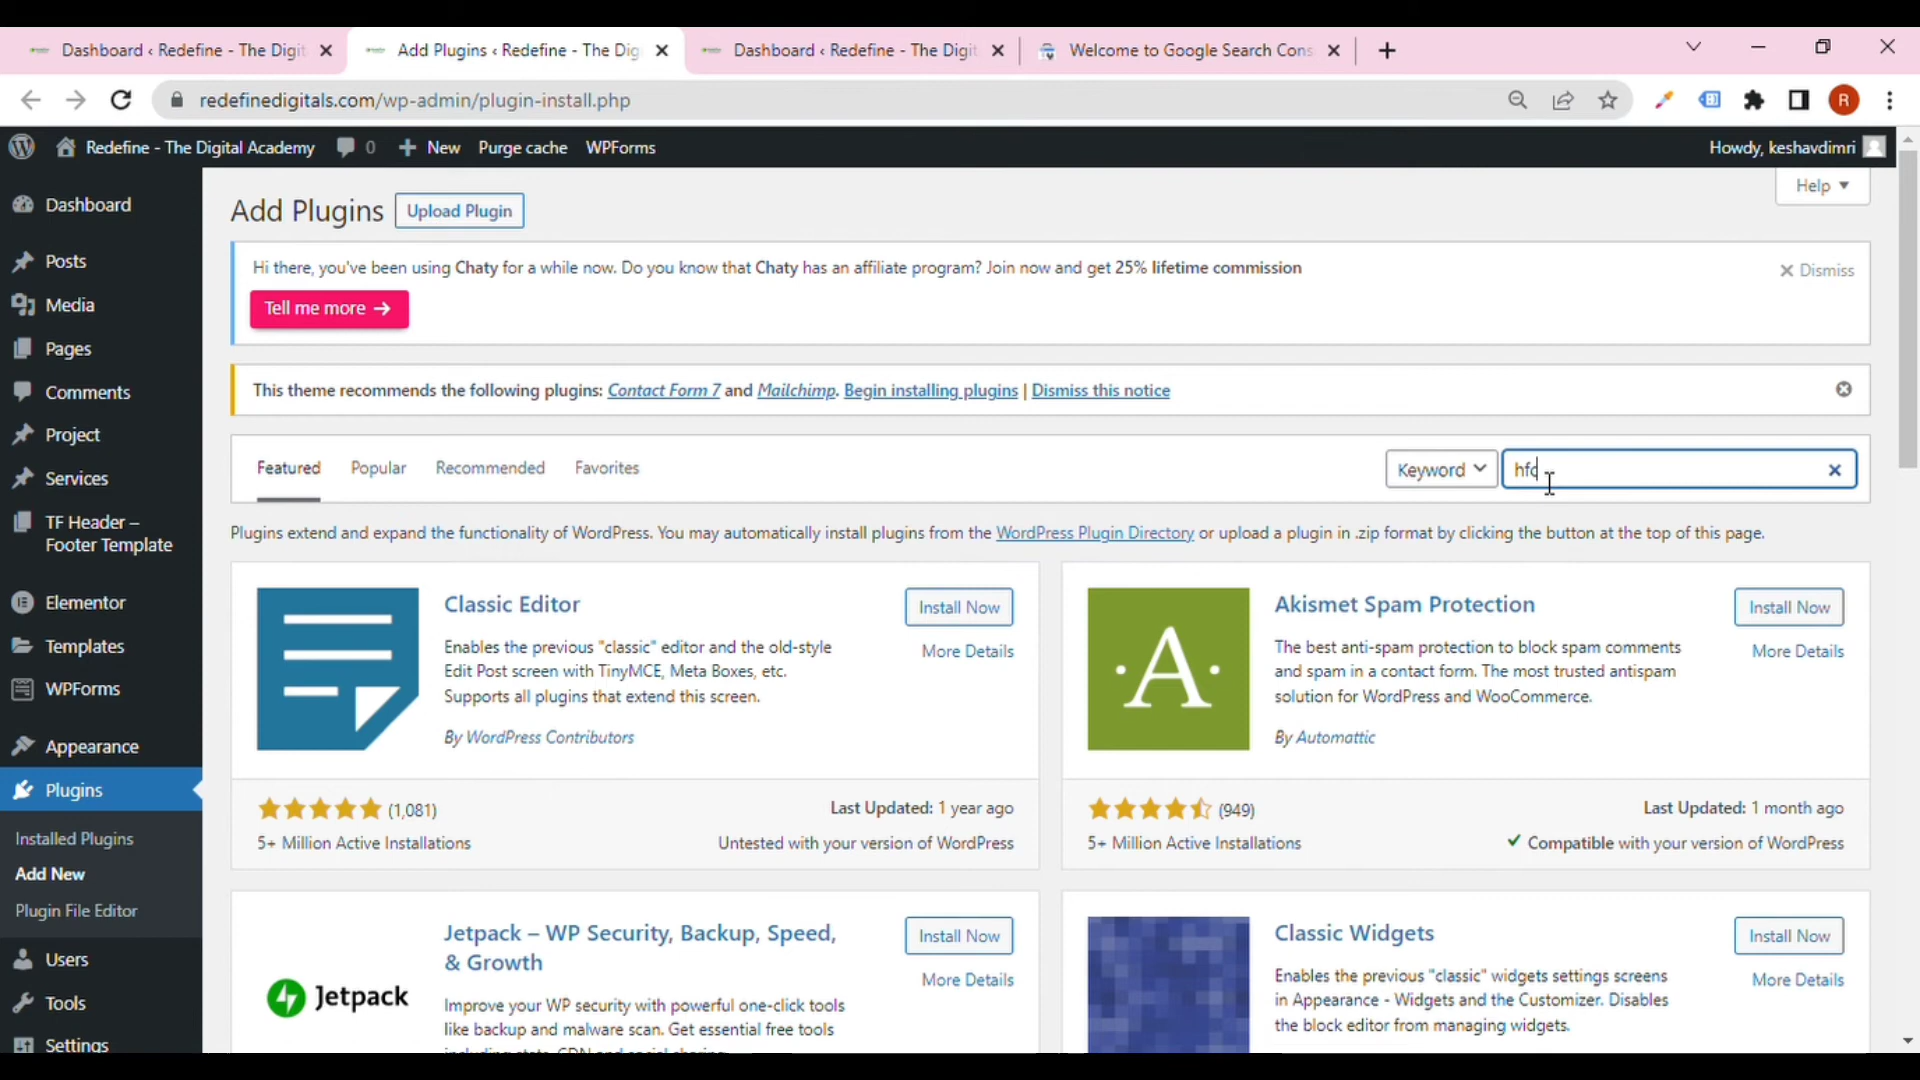 Dashboard ‹ Redefine - The Digit
Add Plugins ‹ Redefine - The Dig
Dashboard ‹ Redefine - The Digit
Welcome to Google Search Cons
redefinedigitals.com/wp-admin/plugin-install.php
R
Redefine - The Digital Academy
0
New
Purge cache
WPForms
Howdy, keshavdimri
Help
Dashboard
Posts
Media
Pages
Comments
Project
Services
TF Header –
Footer Template
Elementor
Templates
WPForms
Appearance
Plugins
Installed Plugins
Add New
Plugin File Editor
Users
Tools
Settings
Add Plugins
Upload Plugin
Hi there, you've been using Chaty for a while now. Do you know that Chaty has an affiliate program? Join now and get 25% lifetime commission
Dismiss
Tell me more →
This theme recommends the following plugins: Contact Form 7 and Mailchimp. Begin installing plugins | Dismiss this notice
Featured
Popular
Recommended
Favorites
Keyword
Plugins extend and expand the functionality of WordPress. You may automatically install plugins from the WordPress Plugin Directory or upload a plugin in .zip format by clicking the button at the top of this page.
Classic Editor
Install Now
More Details
Enables the previous "classic" editor and the old-style
Edit Post screen with TinyMCE, Meta Boxes, etc.
Supports all plugins that extend this screen.
By WordPress Contributors
(1,081)
Last Updated: 1 year ago
5+ Million Active Installations
Untested with your version of WordPress
A
Akismet Spam Protection
Install Now
More Details
The best anti-spam protection to block spam comments
and spam in a contact form. The most trusted antispam
solution for WordPress and WooCommerce.
By Automattic
(949)
Last Updated: 1 month ago
5+ Million Active Installations
Compatible with your version of WordPress
Jetpack
Jetpack – WP Security, Backup, Speed,
& Growth
Install Now
More Details
Improve your WP security with powerful one-click tools
like backup and malware scan. Get essential free tools
Classic Widgets
Install Now
More Details
Enables the previous "classic" widgets settings screens
in Appearance - Widgets and the Customizer. Disables
the block editor from managing widgets.